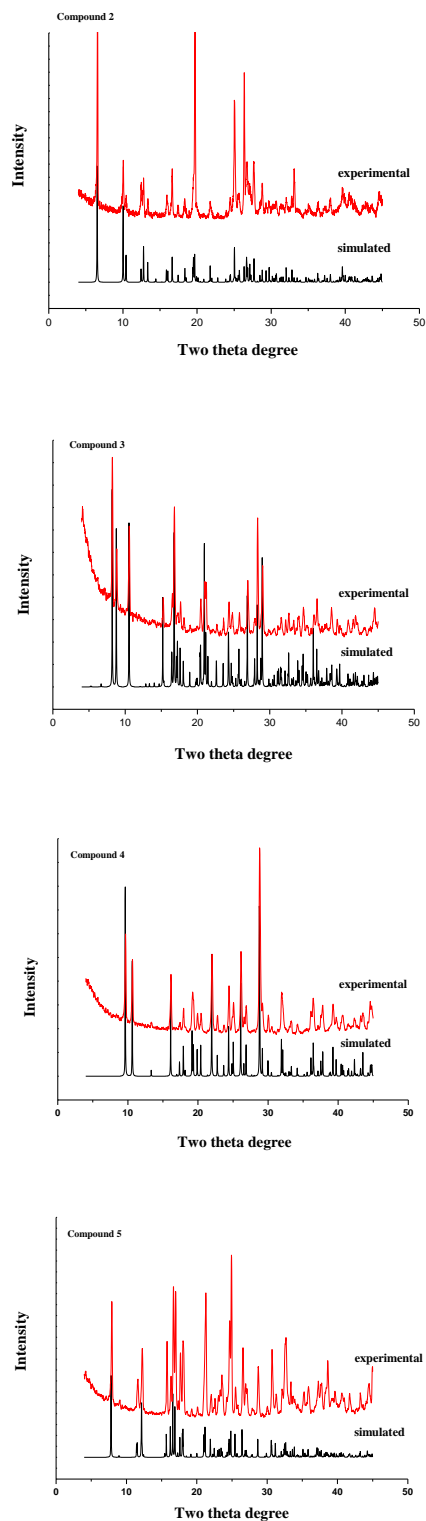 Compound 2
Intensity
experimental
simulated
0 10 20 30 40 50
Two theta degree
Compound 3
Intensity
experimental
simulated
0 10 20 30 40 50
Two theta degree
Compound 4
Intensity
experimental
simulated
0 10 20 30 40 50
Two theta degree
Compound 5
Intensity
experimental
simulated
0 10 20 30 40 50
Two theta degree